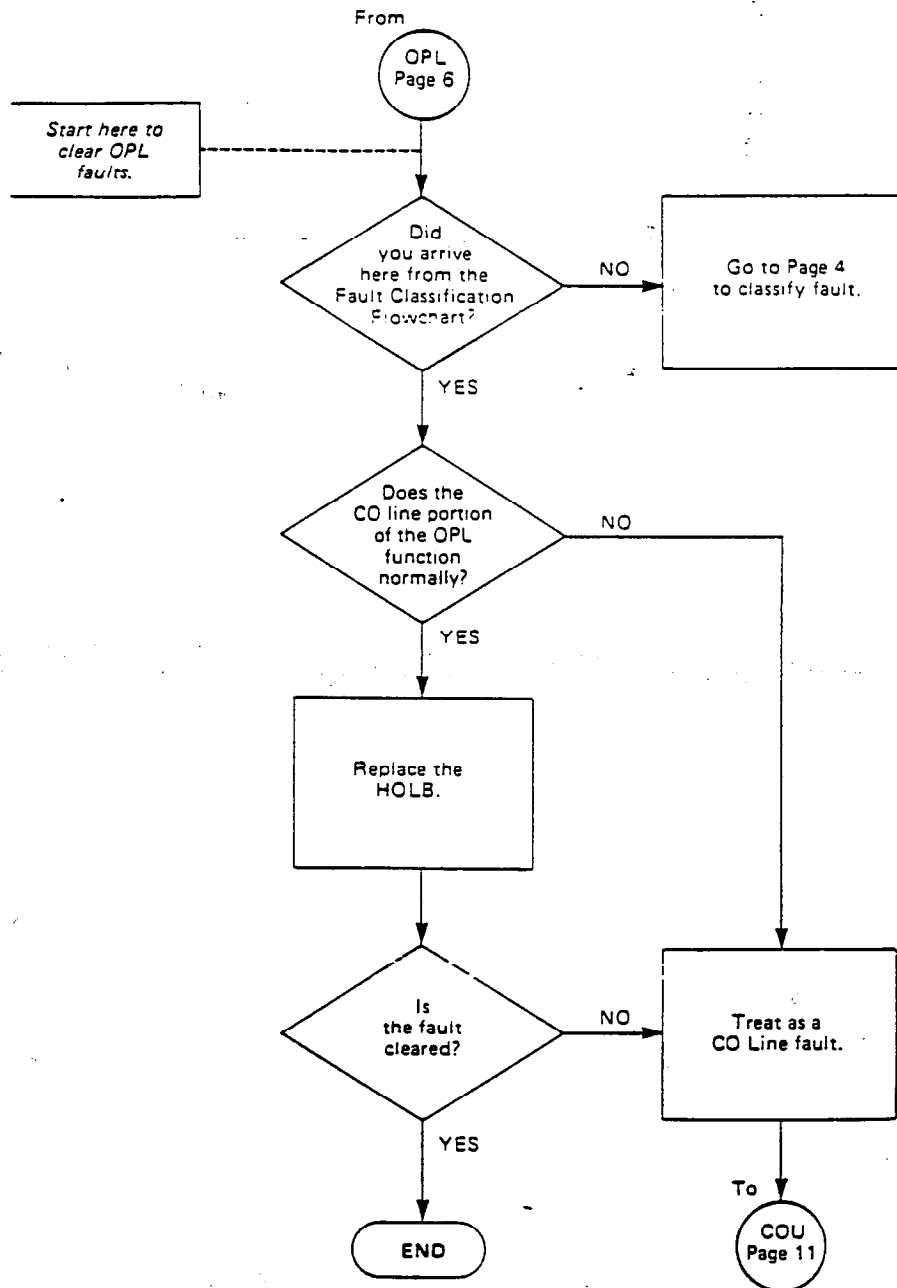 From
OPL
Page 6
Start here to
clear OPL
faults.
Did
you arrive
here from the
Fault Classification
Flowchart?
NO
Go to Page 4
to classify fault.
YES
Does the
CO line portion
of the OPL
function
normally?
NO
YES
Replace the
HOLB.
Is
the fault
cleared?
NO
Treat as a
CO Line fault.
YES
To
END
COU
Page 11